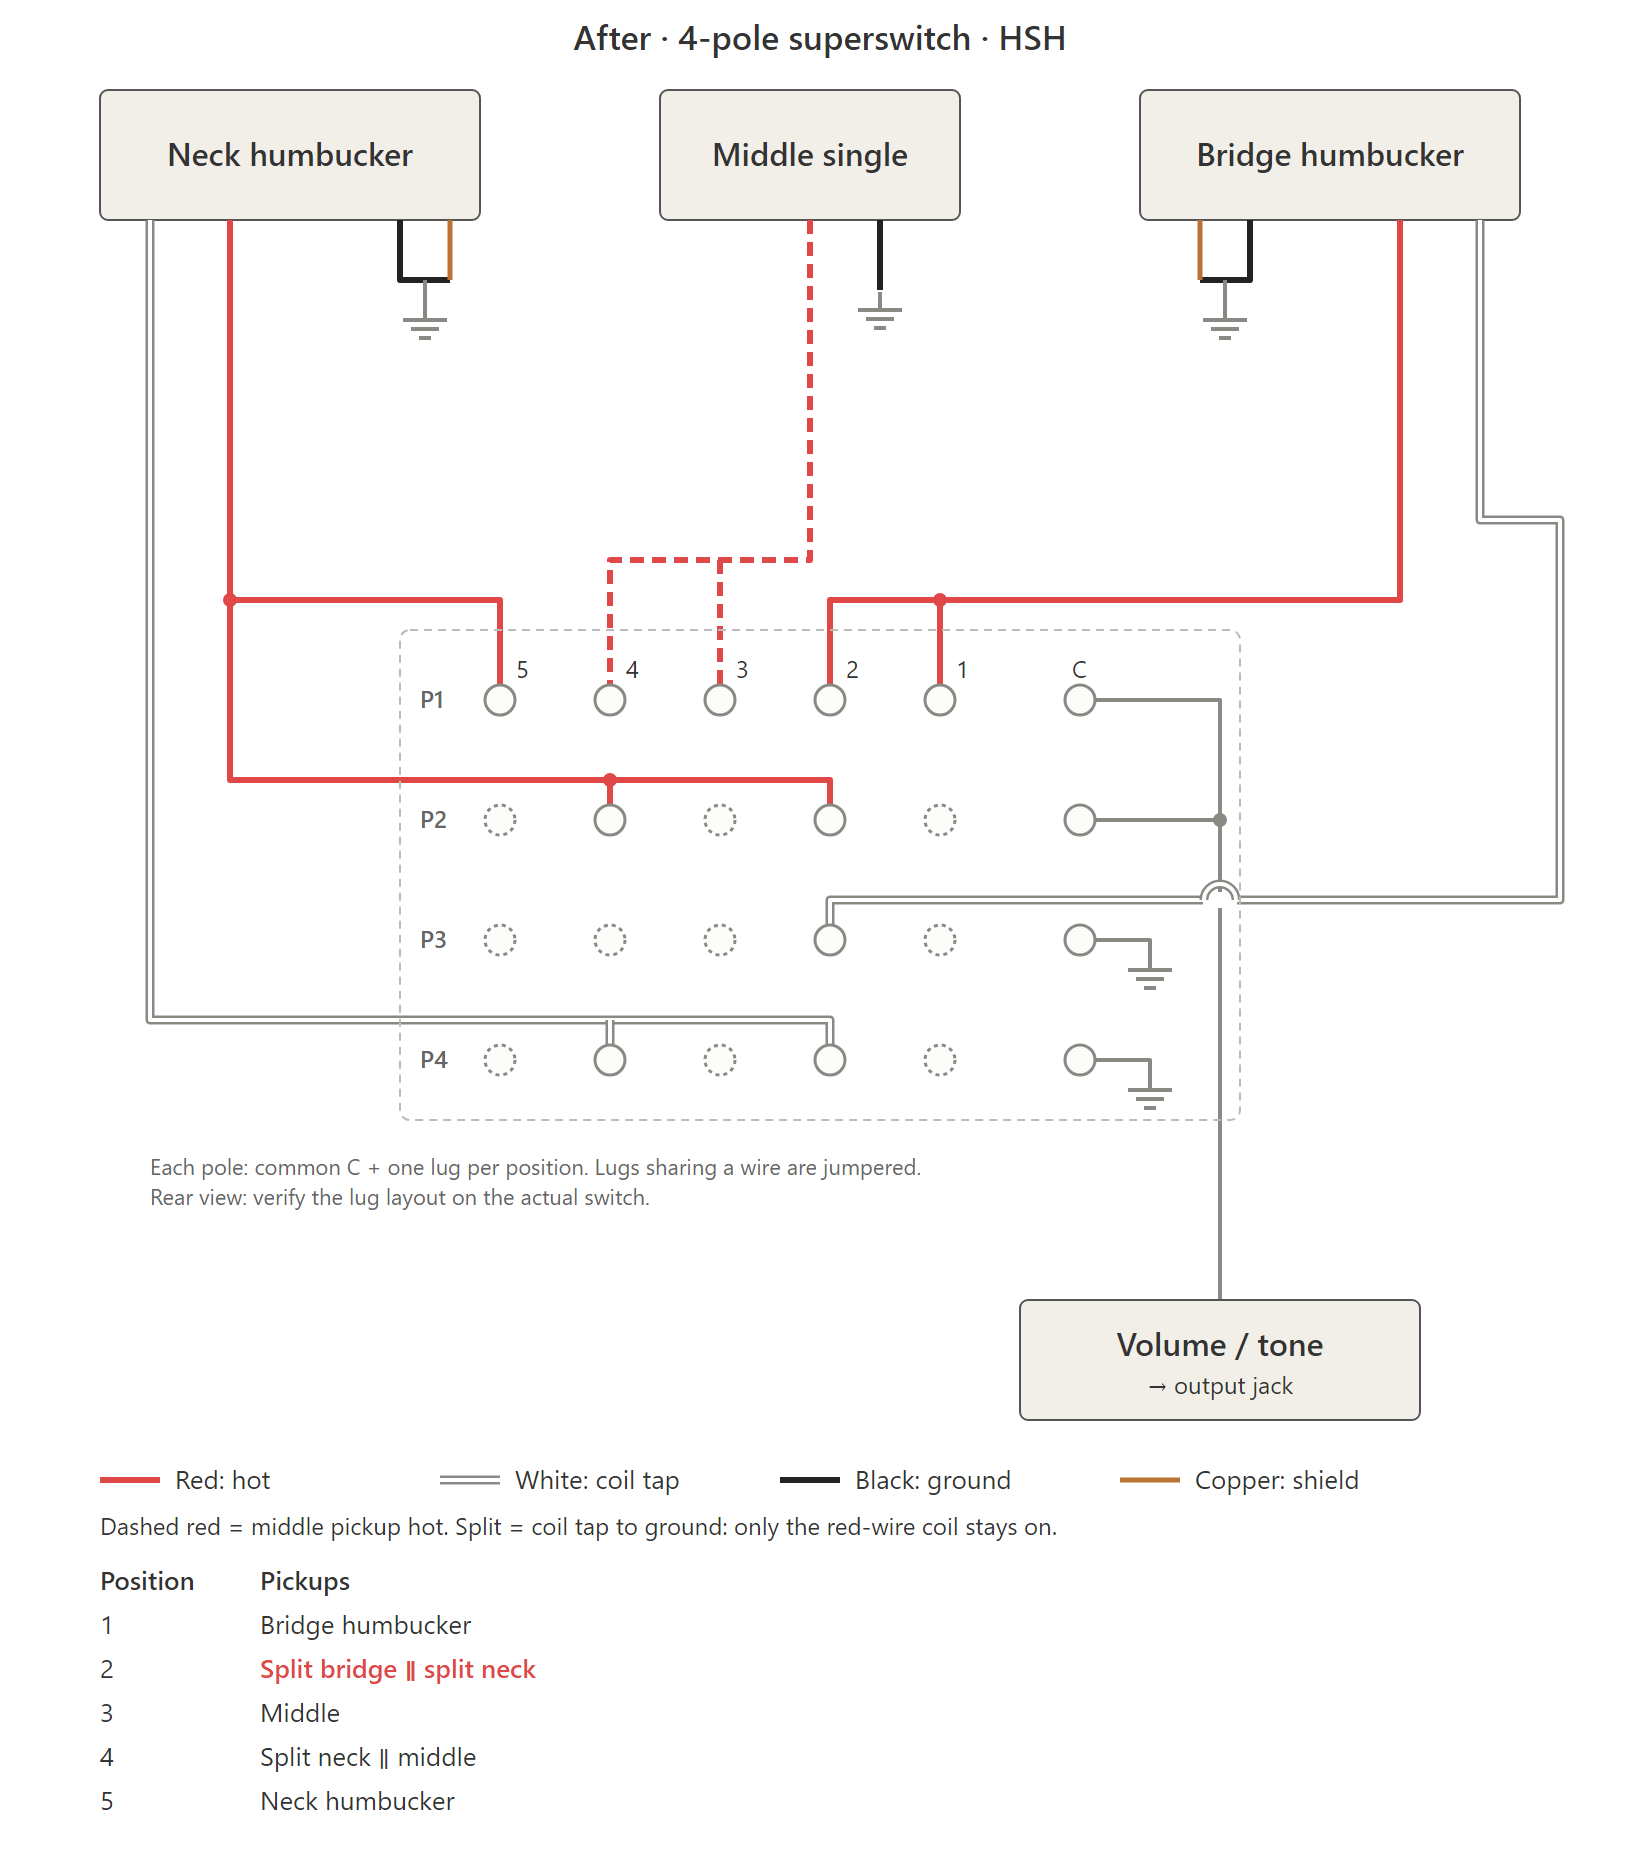 After · 4-pole superswitch · HSH
Neck humbucker
Middle single
Bridge humbucker
5 4 3 2 1 C
P1
P2
P3
P4
Each pole: common C + one lug per position. Lugs sharing a wire are jumpered.
Rear view: verify the lug layout on the actual switch.
Volume / tone
→ output jack
Red: hot
White: coil tap
Black: ground
Copper: shield
Dashed red = middle pickup hot. Split = coil tap to ground: only the red-wire coil stays on.
Position Pickups
1 Bridge humbucker
2 Split bridge ∥ split neck
3 Middle
4 Split neck ∥ middle
5 Neck humbucker